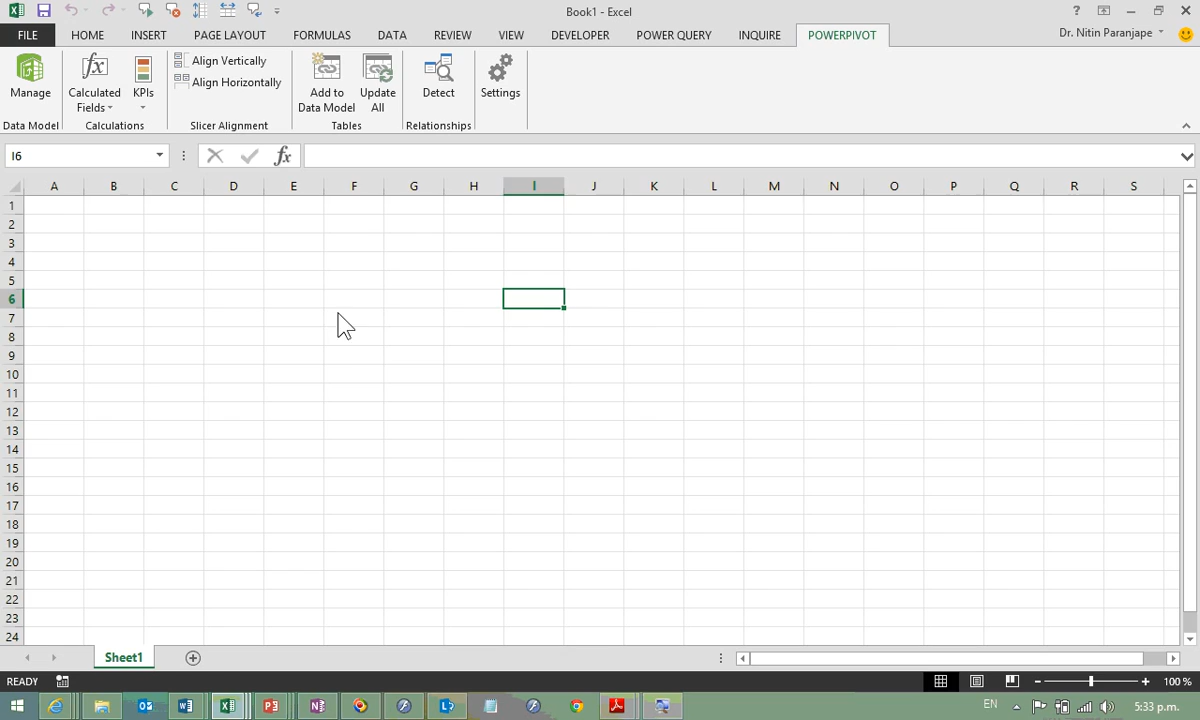 Book1 - Excel
?
FILE HOME INSERT PAGE LAYOUT FORMULAS DATA REVIEW VIEW DEVELOPER POWER QUERY INQUIRE POWERPIVOT Dr. Nitin Paranjape
Manage
Calculated Fields
KPIs
Align Vertically
Align Horizontally
Add to Data Model
Update All
Detect
Settings
Data Model Calculations Slicer Alignment Tables Relationships
I6 fx
A B C D E F G H I J K L M N O P Q R S
1
2
3
4
5
6
7
8
9
10
11
12
13
14
15
16
17
18
19
20
21
22
23
24
Sheet1
READY 100 %
EN 5:33 p.m.